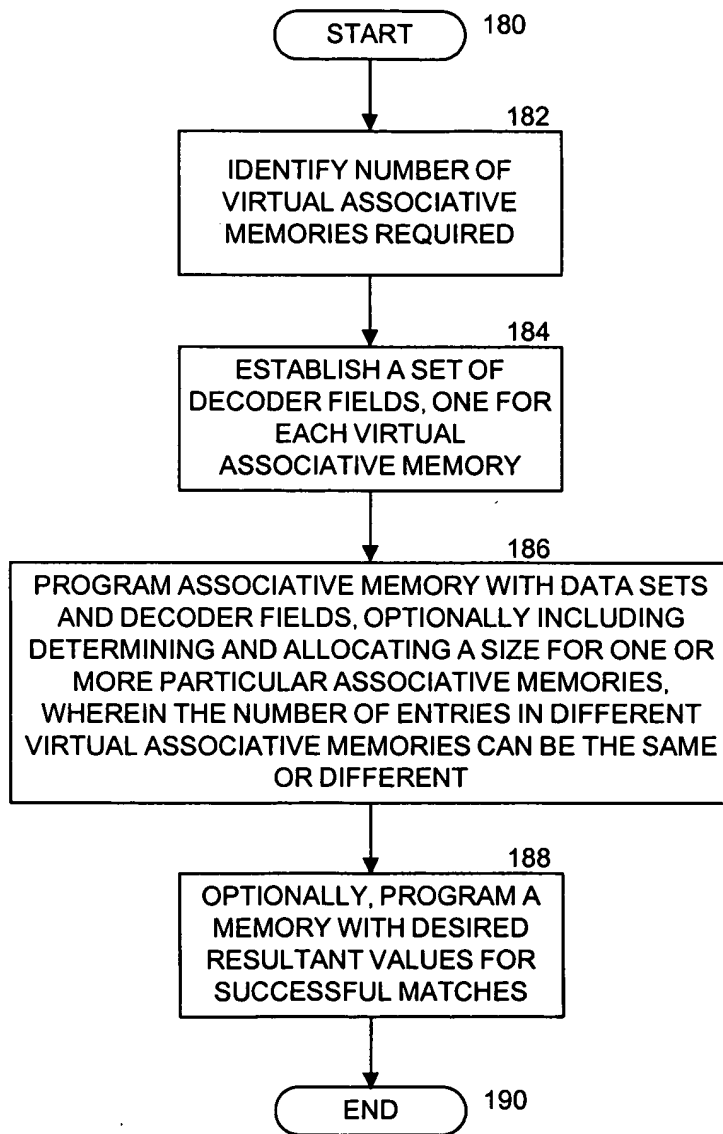 START 180
182
IDENTIFY NUMBER OF
VIRTUAL ASSOCIATIVE
MEMORIES REQUIRED
184
ESTABLISH A SET OF
DECODER FIELDS, ONE FOR
EACH VIRTUAL
ASSOCIATIVE MEMORY
186
PROGRAM ASSOCIATIVE MEMORY WITH DATA SETS
AND DECODER FIELDS, OPTIONALLY INCLUDING
DETERMINING AND ALLOCATING A SIZE FOR ONE OR
MORE PARTICULAR ASSOCIATIVE MEMORIES,
WHEREIN THE NUMBER OF ENTRIES IN DIFFERENT
VIRTUAL ASSOCIATIVE MEMORIES CAN BE THE SAME
OR DIFFERENT
188
OPTIONALLY, PROGRAM A
MEMORY WITH DESIRED
RESULTANT VALUES FOR
SUCCESSFUL MATCHES
END 190